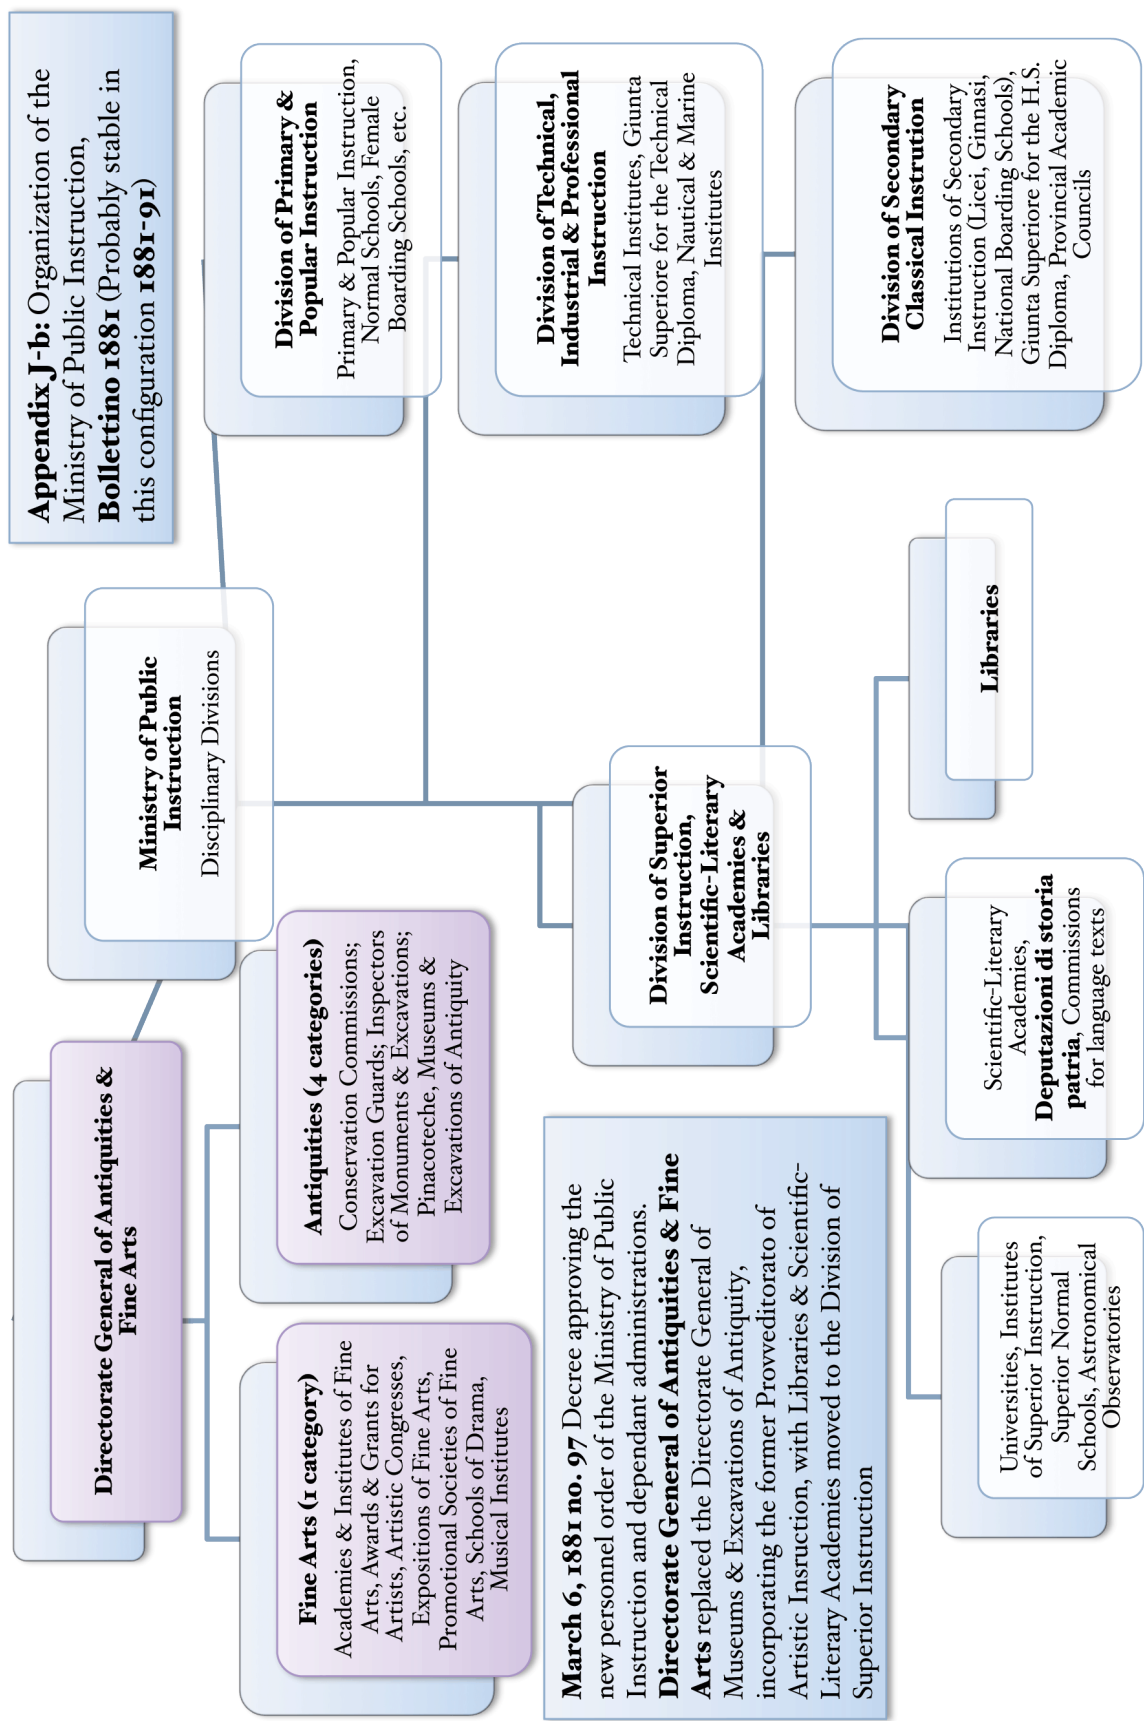 Appendix J-b: Organization of the
Ministry of Public Instruction,
Bollettino 1881 (Probably stable in
this configuration 1881-91)
Ministry of Public
Instruction
Disciplinary Divisions
Directorate General of Antiquities &
Fine Arts
Fine Arts (1 category)
Academies & Institutes of Fine
Arts, Awards & Grants for
Artists, Artistic Congresses,
Expositions of Fine Arts,
Promotional Societies of Fine
Arts, Schools of Drama,
Musical Institutes
Antiquities (4 categories)
Conservation Commissions;
Excavation Guards; Inspectors
of Monuments & Excavations;
Pinacoteche, Museums &
Excavations of Antiquity
Division of Primary &
Popular Instruction
Primary & Popular Instruction,
Normal Schools, Female
Boarding Schools, etc.
Division of Technical,
Industrial & Professional
Instruction
Technical Institutes, Giunta
Superiore for the Technical
Diploma, Nautical & Marine
Institutes
Division of Secondary
Classical Instrution
Institutions of Secondary
Instruction (Licei, Ginnasi,
National Boarding Schools),
Giunta Superiore for the H.S.
Diploma, Provincial Academic
Councils
Division of Superior
Instruction,
Scientific-Literary
Academies &
Libraries
March 6, 1881 no. 97 Decree approving the
new personnel order of the Ministry of Public
Instruction and dependant administrations.
Directorate General of Antiquities & Fine
Arts replaced the Directorate General of
Museums & Excavations of Antiquity,
incorporating the former Provveditorato of
Artistic Insruction, with Libraries & Scientific-
Literary Academies moved to the Division of
Superior Instruction
Universities, Institutes
of Superior Instruction,
Superior Normal
Schools, Astronomical
Observatories
Scientific-Literary
Academies,
Deputazioni di storia
patria, Commissions
for language texts
Libraries